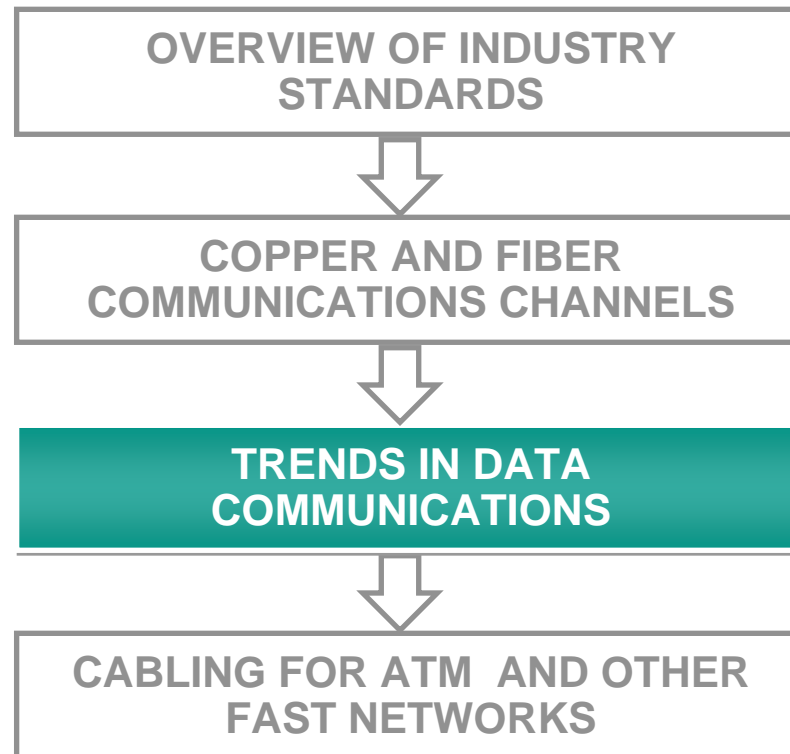 OVERVIEW OF INDUSTRY
STANDARDS
COPPER AND FIBER
COMMUNICATIONS CHANNELS
TRENDS IN DATA
COMMUNICATIONS
CABLING FOR ATM  AND OTHER
FAST NETWORKS